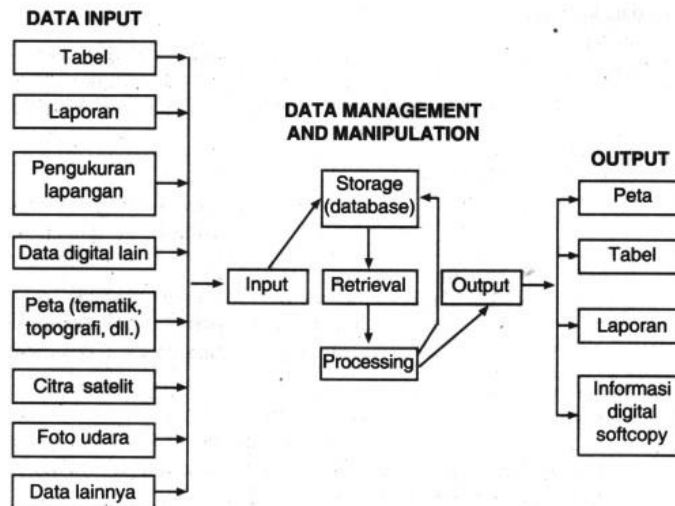 DATA INPUT
Tabel
Laporan
Pengukuran
lapangan
Data digital lain
Peta (tematik,
topografi, dll.)
Citra satelit
Foto udara
Data lainnya
DATA MANAGEMENT
AND MANIPULATION
Storage
(database)
Input
Retrieval
Output
Processing
OUTPUT
Peta
Tabel
Laporan
Informasi
digital
softcopy